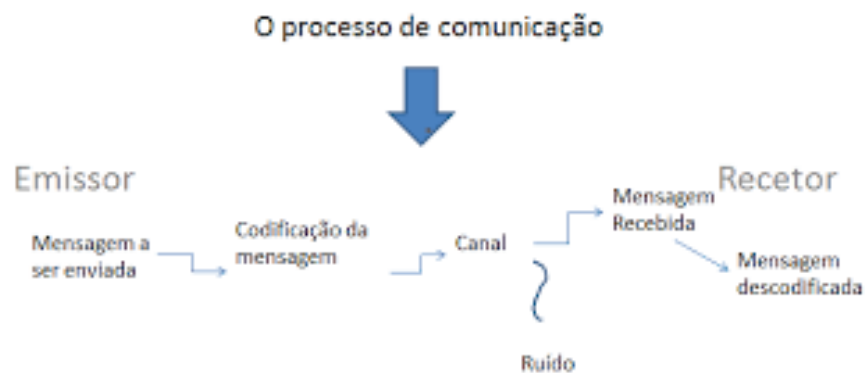 O processo de comunicação
Emissor
Recetor
Mensagem a
ser enviada
Codificação da
mensagem
Canal
Mensagem
Recebida
Mensagem
descodificada
Ruído